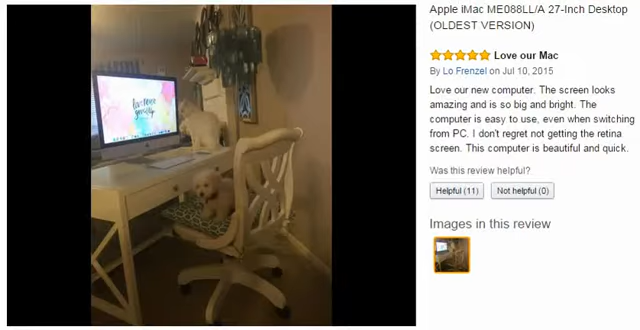 Apple iMac ME088LL/A 27-Inch Desktop
(OLDEST VERSION)
Love our Mac
By Lo Frenzel on Jul 10, 2015
Love our new computer. The screen looks
amazing and is so big and bright. The
computer is easy to use, even when switching
from PC. I don't regret not getting the retina
screen. This computer is beautiful and quick.
Was this review helpful?
Helpful (11) Not helpful (0)
Images in this review